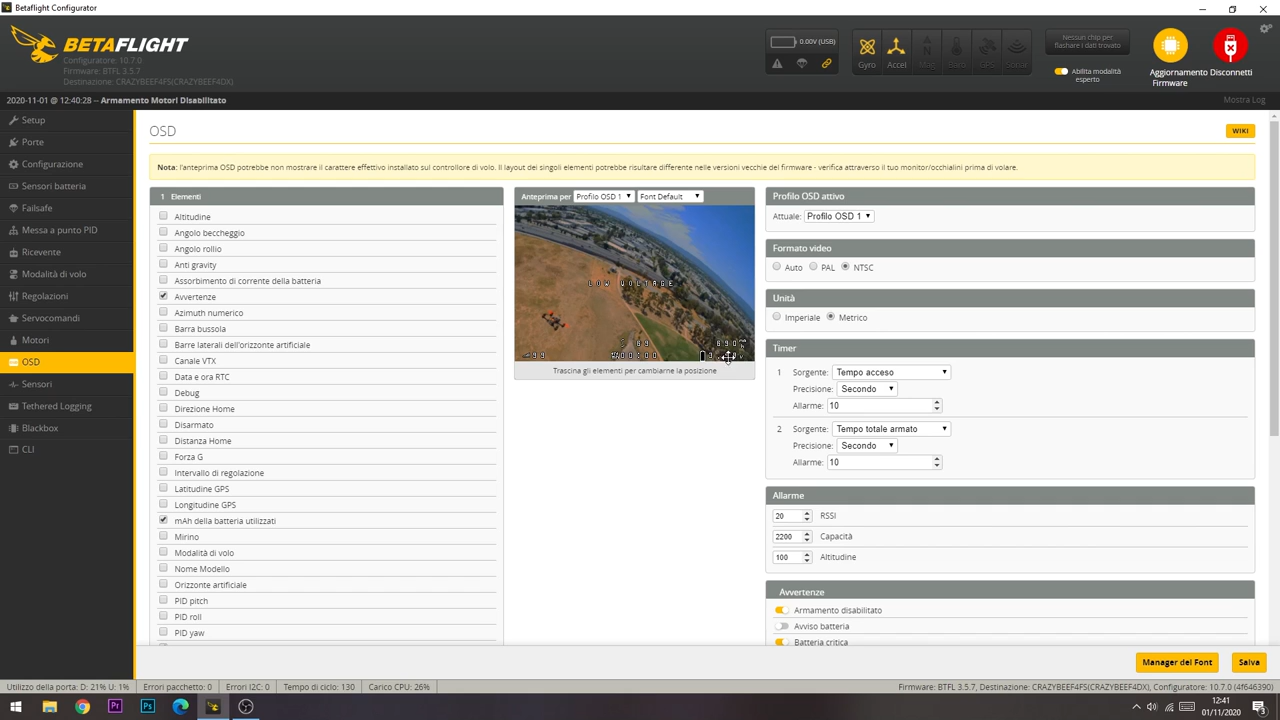 Betaflight Configurator
BETAFLIGHT
Configuratore: 10.7.0
Firmware: BTFL 3.5.7
Destinazione: CRAZYBEEF4FS(CRAZYBEEF4DX)
0.00V (USB)
Gyro
Accel
Mag
Baro
GPS
Sonar
Nessuni chip per flashare i dati trovato
Abilita modalità esperto
Aggiornamento Firmware
Disconnetti
2020-11-01 @ 12:40:28 -- Armamento Motori Disabilitato
Mostra Log
Setup
Porte
Configurazione
Sensori batteria
Failsafe
Messa a punto PID
Ricevente
Modalità di volo
Regolazioni
Servocomandi
Motori
OSD
Sensori
Tethered Logging
Blackbox
CLI
OSD
WIKI
Nota: l'anteprima OSD potrebbe non mostrare il carattere effettivo installato sul controllore di volo. Il layout dei singoli elementi potrebbe risultare differente nelle versioni vecchie del firmware - verifica attraverso il tuo monitor/occhialini prima di volare.
1 Elementi
Altitudine
Angolo beccheggio
Angolo rollio
Anti gravity
Assorbimento di corrente della batteria
Avvertenze
Azimuth numerico
Barra bussola
Barre laterali dell'orizzonte artificiale
Canale VTX
Data e ora RTC
Debug
Direzione Home
Disarmato
Distanza Home
Forza G
Intervallo di regolazione
Latitudine GPS
Longitudine GPS
mAh della batteria utilizzati
Mirino
Modalità di volo
Nome Modello
Orizzonte artificiale
PID pitch
PID roll
PID yaw
Anteprima per Profilo OSD 1 Font Default
LOW VOLTAGE
69
690
99
00:00
Trascina gli elementi per cambiarne la posizione
Profilo OSD attivo
Attuale: Profilo OSD 1
Formato video
Auto PAL NTSC
Unità
Imperiale Metrico
Timer
1 Sorgente: Tempo acceso
Precisione: Secondo
Allarme: 10
2 Sorgente: Tempo totale armato
Precisione: Secondo
Allarme: 10
Allarme
20 RSSI
2200 Capacità
100 Altitudine
Avvertenze
Armamento disabilitato
Avviso batteria
Batteria critica
Manager del Font
Salva
Utilizzo della porta: D: 21% U: 1%
Errori pacchetto: 0
Errori I2C: 0
Tempo di ciclo: 130
Carico CPU: 26%
Firmware: BTFL 3.5.7, Destinazione: CRAZYBEEF4FS(CRAZYBEEF4DX), Configuratore: 10.7.0 (4f646390)
Pr
Ps
12:41
01/11/2020
3